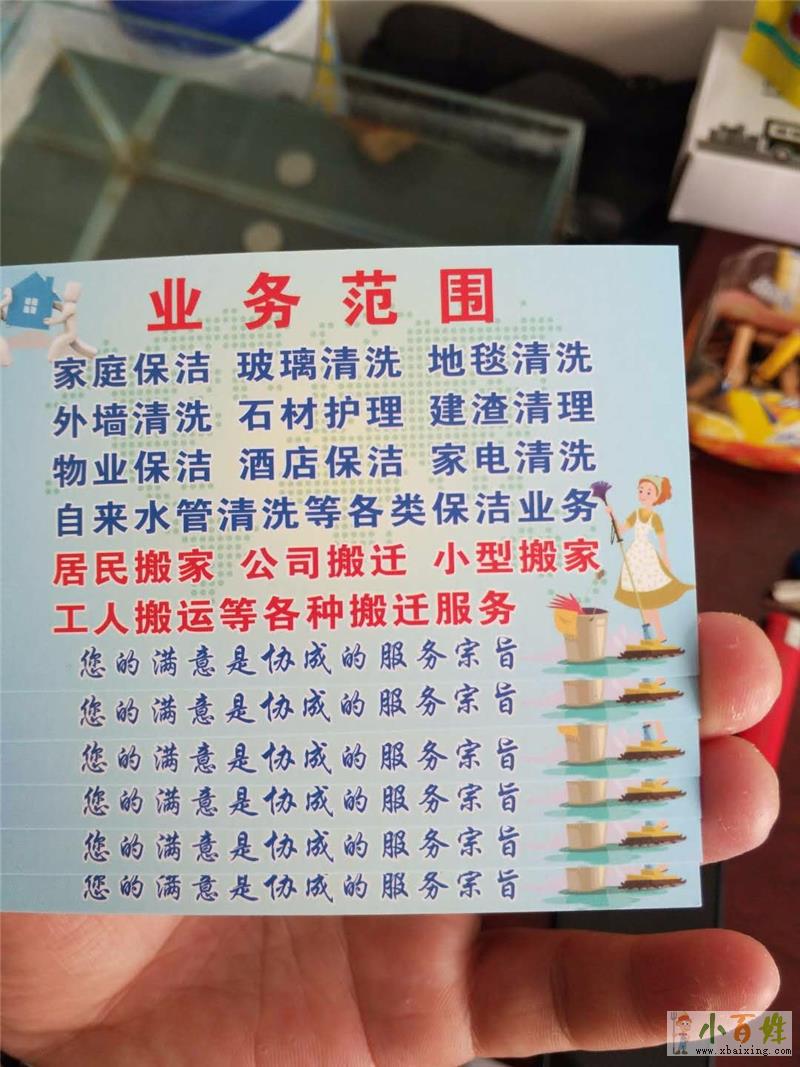 业务范围
家庭保洁 玻璃清洗 地毯清洗
外墙清洗 石材护理 建渣清理
物业保洁 酒店保洁 家电清洗
自来水管清洗等各类保洁业务
居民搬家 公司搬迁 小型搬家
工人搬运等各种搬迁服务
您的满意是协成的服务宗旨
您的满意是协成的服务宗旨
您的满意是协成的服务宗旨
您的满意是协成的服务宗旨
您的满意是协成的服务宗旨
您的满意是协成的服务宗旨
小百姓
www.xbaixing.com